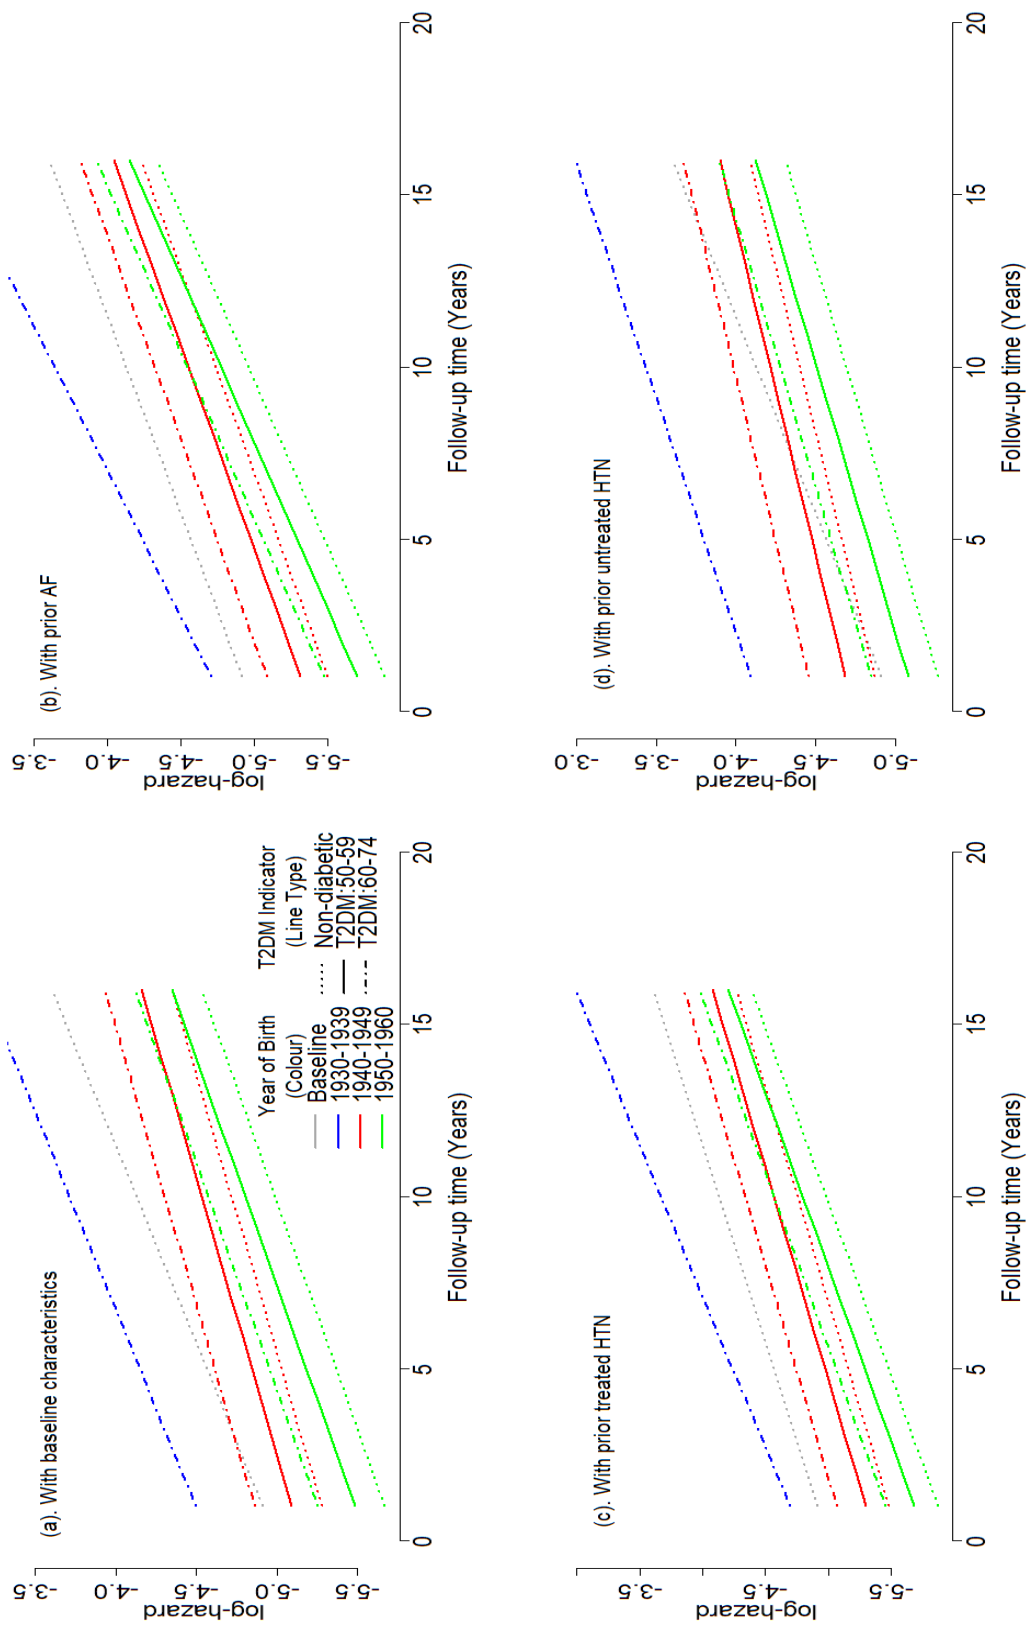 (a). With baseline characteristics
log-hazard
-3.5
-4.0
-4.5
-5.0
-5.5
0
5
10
15
20
Follow-up time (Years)
Year of Birth
(Colour)
Baseline
1930-1939
1940-1949
1950-1960
T2DM Indicator
(Line Type)
Non-diabetic
T2DM:50-59
T2DM:60-74
(b). With prior AF
log-hazard
-3.5
-4.0
-4.5
-5.0
-5.5
0
5
10
15
20
Follow-up time (Years)
(c). With prior treated HTN
log-hazard
-3.5
-4.5
-5.5
0
5
10
15
20
Follow-up time (Years)
(d). With prior untreated HTN
log-hazard
-3.0
-3.5
-4.0
-4.5
-5.0
0
5
10
15
20
Follow-up time (Years)